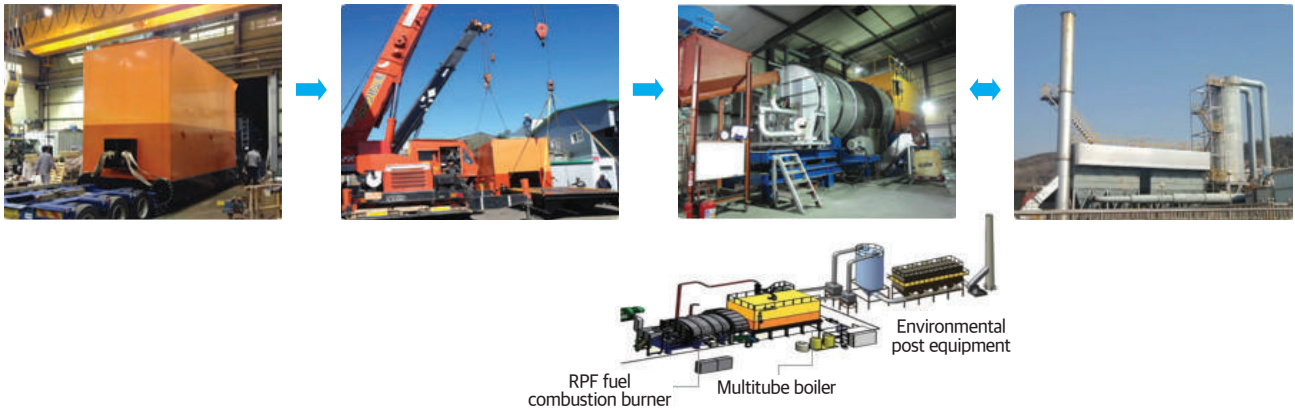 Environmental
post equipment
RPF fuel
combustion burner
Multitube boiler